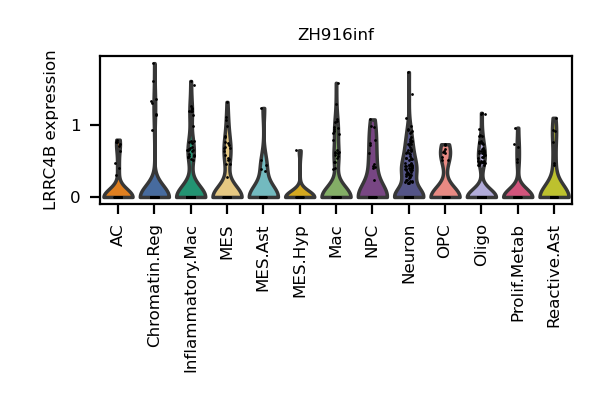 ZH916inf
LRRC4B expression
1
0
AC
Chromatin.Reg
Inflammatory.Mac
MES
MES.Ast
MES.Hyp
Mac
NPC
Neuron
OPC
Oligo
Prolif.Metab
Reactive.Ast